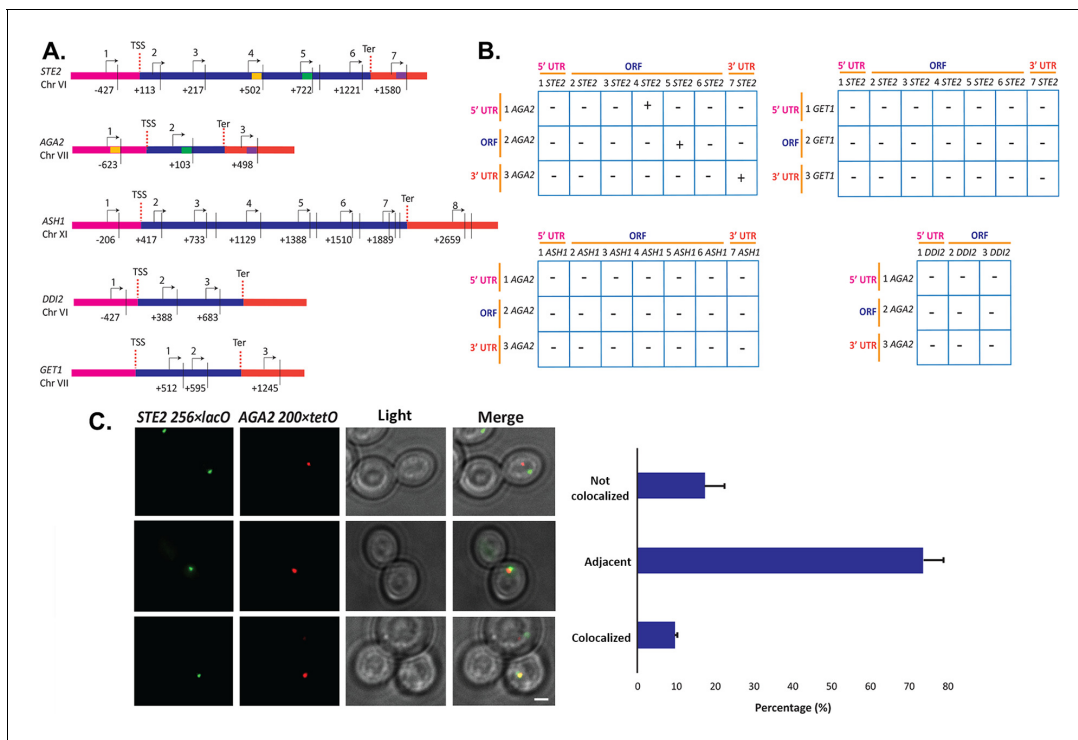 A.
1 TSS 2 3 4 5 6 Ter 7
STE2
Chr VI
-427 +113 +217 +502 +722 +1221 +1580
1 TSS 2 Ter 3
AGA2
Chr VII
-623 +103 +498
1 TSS 2 3 4 5 6 7 Ter 8
ASH1
Chr XI
-206 +417 +733 +1129 +1388 +1510 +1889 +2659
1 TSS 2 3 Ter
DDI2
Chr VI
-427 +388 +683
TSS 1 2 Ter 3
GET1
Chr VII
+512 +595 +1245
B.
5' UTR ORF 3' UTR
1 STE2 2 STE2 3 STE2 4 STE2 5 STE2 6 STE2 7 STE2
5' UTR 1 AGA2 - - - + - - -
ORF 2 AGA2 - - - - + - -
3' UTR 3 AGA2 - - - - - - +
5' UTR ORF 3' UTR
1 STE2 2 STE2 3 STE2 4 STE2 5 STE2 6 STE2 7 STE2
5' UTR 1 GET1 - - - - - - -
ORF 2 GET1 - - - - - - -
3' UTR 3 GET1 - - - - - - -
5' UTR ORF 3' UTR
1 ASH1 2 ASH1 3 ASH1 4 ASH1 5 ASH1 6 ASH1 7 ASH1
5' UTR 1 AGA2 - - - - - - -
ORF 2 AGA2 - - - - - - -
3' UTR 3 AGA2 - - - - - - -
5' UTR ORF
1 DDI2 2 DDI2 3 DDI2
5' UTR 1 AGA2 - - -
ORF 2 AGA2 - - -
3' UTR 3 AGA2 - - -
C.
STE2 256×lacO AGA2 200×tetO Light Merge
Not
colocalized
Adjacent
Colocalized
0 10 20 30 40 50 60 70 80
Percentage (%)